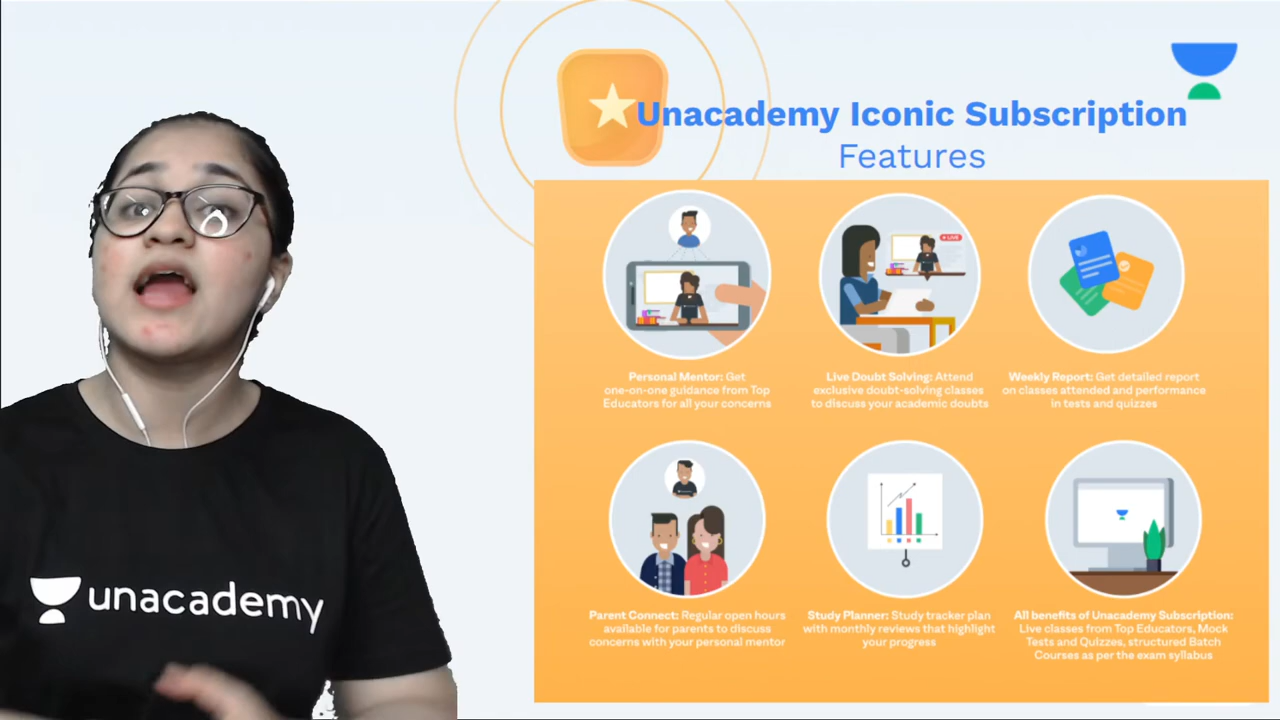 Unacademy Iconic Subscription
Features
LIVE
Personal Mentor: Get
one-on-one guidance from Top
Educators for all your concerns
Live Doubt Solving: Attend
exclusive doubt-solving classes
to discuss your academic doubts
Weekly Report: Get detailed report
on classes attended and performance
in tests and quizzes
Parent Connect: Regular open hours
available for parents to discuss
concerns with your personal mentor
Study Planner: Study tracker plan
with monthly reviews that highlight
your progress
All benefits of Unacademy Subscription:
Live classes from Top Educators, Mock
Tests and Quizzes, structured Batch
Courses as per the exam syllabus
unacademy